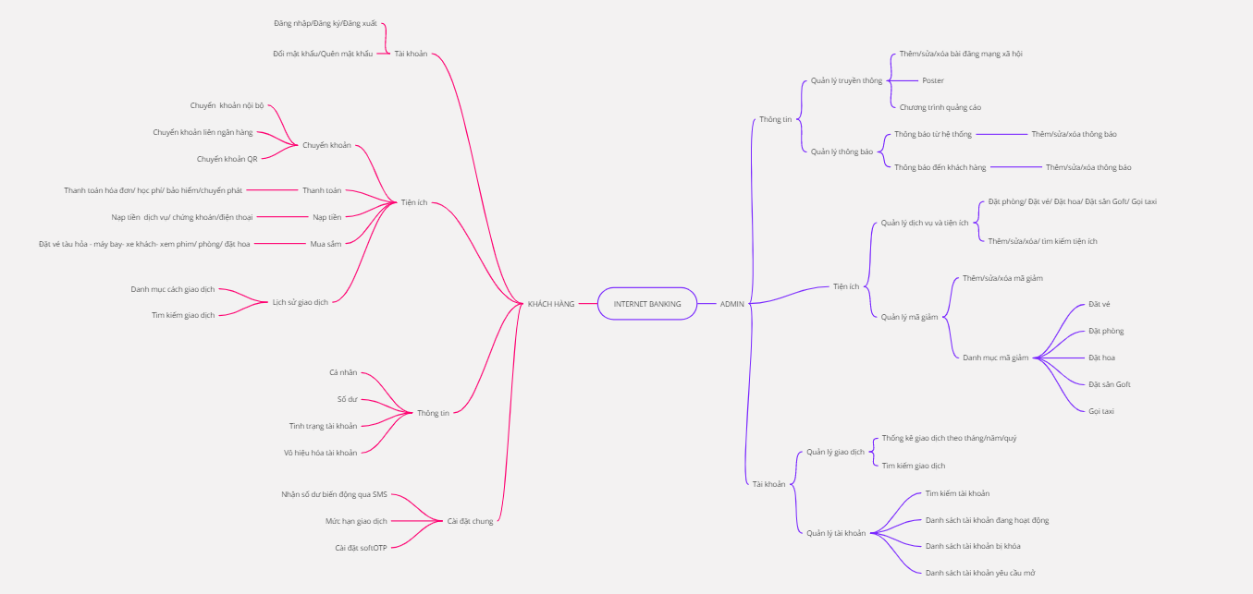 INTERNET BANKING
KHÁCH HÀNG
Tài khoản
Đăng nhập/Đăng ký/Đăng xuất
Đổi mật khẩu/Quên mật khẩu
Tiện ích
Chuyển khoản
Chuyển khoản nội bộ
Chuyển khoản liên ngân hàng
Chuyển khoản QR
Thanh toán
Thanh toán hóa đơn/ học phí/ bảo hiểm/chuyển phát
Nạp tiền
Nạp tiền dịch vụ/ chứng khoán/điện thoại
Mua sắm
Đặt vé tàu hỏa - máy bay- xe khách- xem phim/ phòng/ đặt hoa
Lịch sử giao dịch
Danh mục cách giao dịch
Tìm kiếm giao dịch
Thông tin
Cá nhân
Số dư
Tình trạng tài khoản
Vô hiệu hóa tài khoản
Cài đặt chung
Nhận số dư biến động qua SMS
Mức hạn giao dịch
Cài đặt softOTP
ADMIN
Thông tin
Quản lý truyền thông
Thêm/sửa/xóa bài đăng mạng xã hội
Poster
Chương trình quảng cáo
Quản lý thông báo
Thông báo từ hệ thống
Thêm/sửa/xóa thông báo
Thông báo đến khách hàng
Thêm/sửa/xóa thông báo
Tiện ích
Quản lý dịch vụ và tiện ích
Đặt phòng/ Đặt vé/ Đặt hoa/ Đặt sân Goft/ Gọi taxi
Thêm/sửa/xóa/ tìm kiếm tiện ích
Quản lý mã giảm
Thêm/sửa/xóa mã giảm
Danh mục mã giảm
Đặt vé
Đặt phòng
Đặt hoa
Đặt sân Goft
Gọi taxi
Tài khoản
Quản lý giao dịch
Thống kê giao dịch theo tháng/năm/quý
Tìm kiếm giao dịch
Quản lý tài khoản
Tìm kiếm tài khoản
Danh sách tài khoản đang hoạt động
Danh sách tài khoản bị khóa
Danh sách tài khoản yêu cầu mở